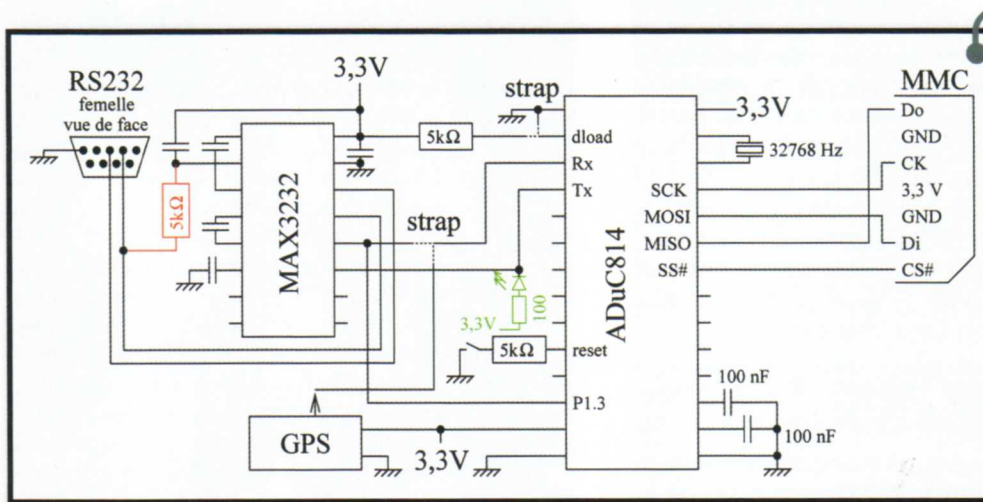 RS232
femelle
vue de face
3,3V
5kΩ
5kΩ
MAX3232
strap
strap
dload
Rx
Tx
3,3V
100
5kΩ
reset
P1.3
GPS
3,3V
ADuC814
SCK
MOSI
MISO
SS#
3,3V
32768 Hz
100 nF
100 nF
MMC
Do
GND
CK
3,3 V
GND
Di
CS#